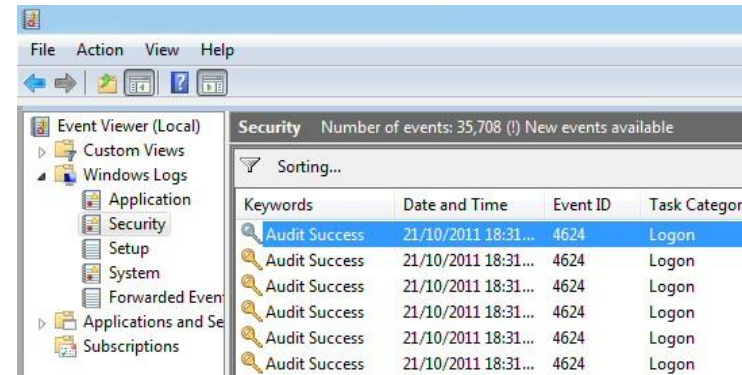 File Action View Help
Event Viewer (Local)
Custom Views
Windows Logs
Application
Security
Setup
System
Forwarded Even
Applications and Se
Subscriptions
Security Number of events: 35,708 (!) New events available
Sorting...
Keywords Date and Time Event ID Task Categor
Audit Success 21/10/2011 18:31... 4624 Logon
Audit Success 21/10/2011 18:31... 4624 Logon
Audit Success 21/10/2011 18:31... 4624 Logon
Audit Success 21/10/2011 18:31... 4624 Logon
Audit Success 21/10/2011 18:31... 4624 Logon
Audit Success 21/10/2011 18:31... 4624 Logon